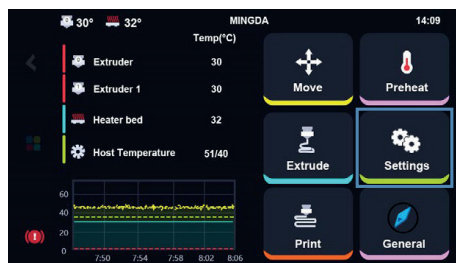 30° 32° MINGDA 14:09
Temp(°C)
Extruder 30
Extruder 1 30
Heater bed 32
Host Temperature 51/40
Move
Preheat
Extrude
Settings
Print
General
60
40
20
0
7:50 7:54 7:58 8:02 8:06